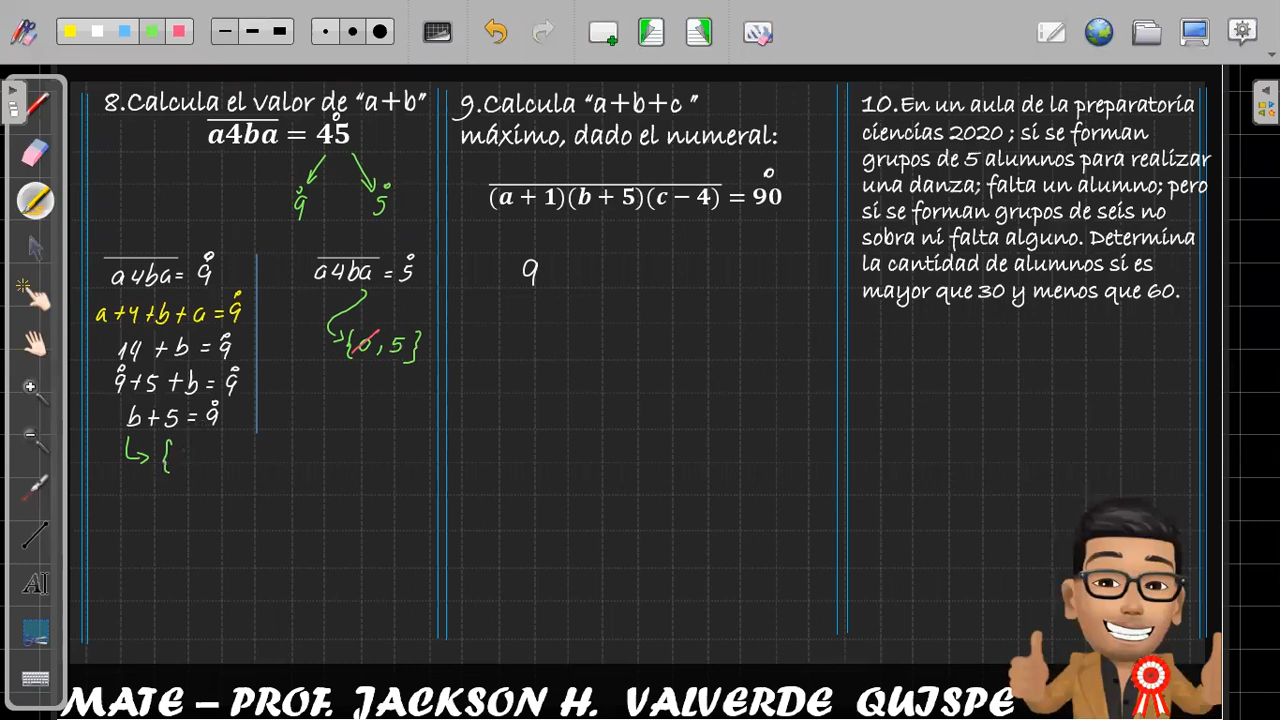 8.Calcula el valor de "a+b"
a4ba = 45°
9° 5°
a4ba = 9°
a+4+b+a = 9°
14 + b = 9°
9° + 5 + b = 9°
b + 5 = 9°
{
a4ba = 5°
{0, 5}
9.Calcula "a+b+c"
máximo, dado el numeral:
(a + 1)(b + 5)(c − 4) = 90°
9
10.En un aula de la preparatoria
ciencias 2020 ; si se forman
grupos de 5 alumnos para realizar
una danza; falta un alumno; pero
si se forman grupos de seis no
sobra ni falta alguno. Determina
la cantidad de alumnos si es
mayor que 30 y menos que 60.
AI
MATE – PROF. JACKSON H. VALVERDE QUISPE